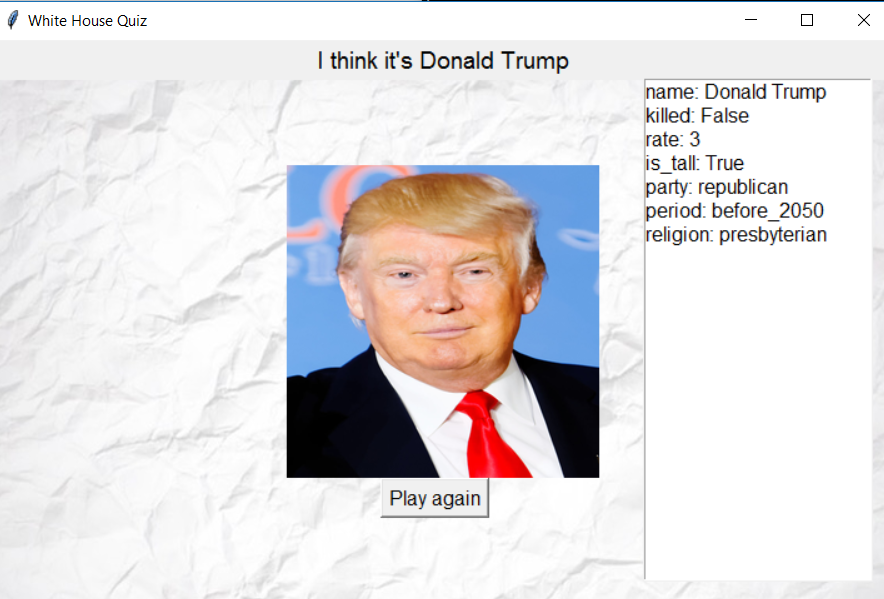 White House Quiz
I think it's Donald Trump
name: Donald Trump
killed: False
rate: 3
is_tall: True
party: republican
period: before_2050
religion: presbyterian
Play again